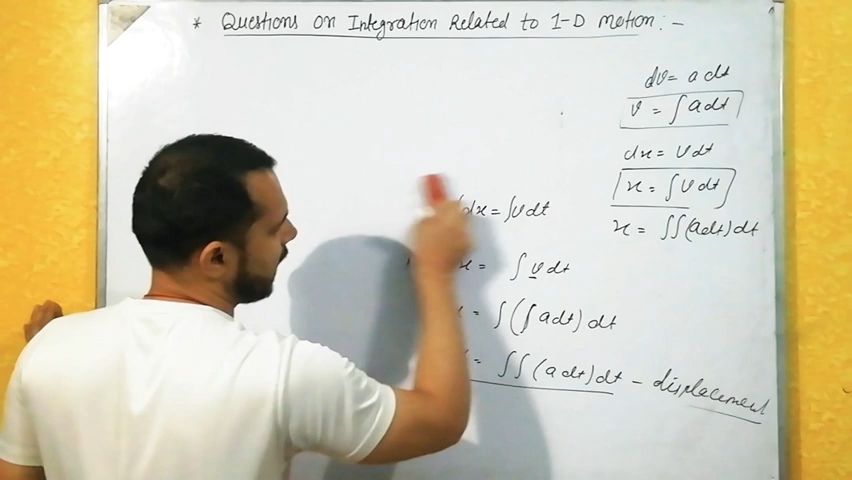 * Questions on Integration Related to 1-D motion :-
dv = a dt
v = ∫ a dt
dx = v dt
x = ∫ v dt
x = ∫∫ (a dt) dt
∫dx = ∫v dt
x = ∫ v dt
= ∫ (∫ a dt) dt
= ∫∫ (a dt) dt - displacement